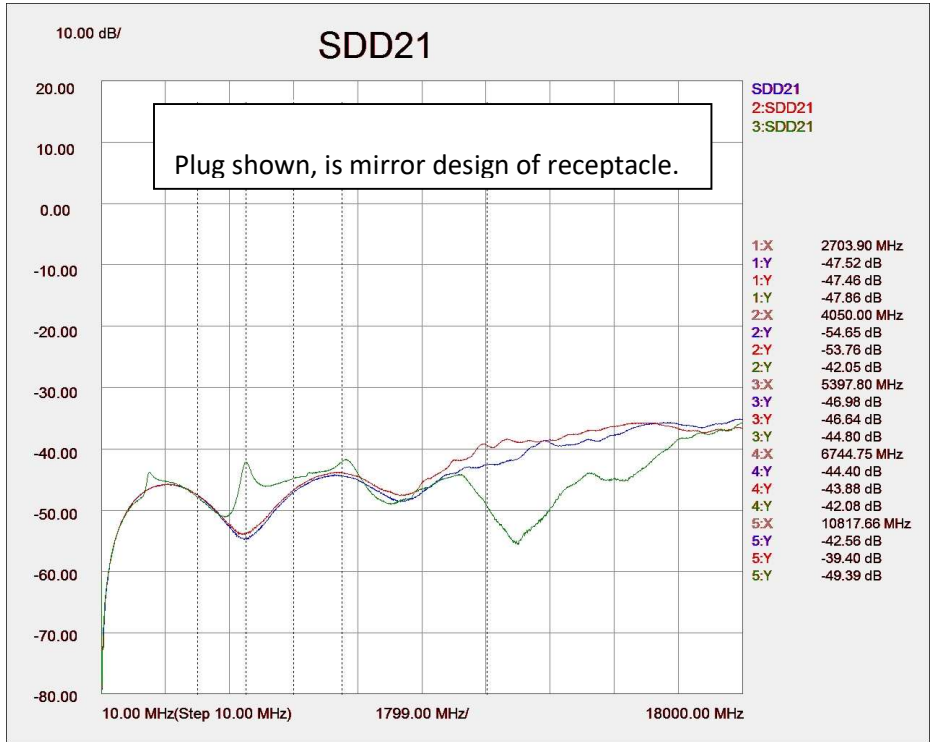 10.00 dB/
SDD21
20.00
10.00
0.00
-10.00
-20.00
-30.00
-40.00
-50.00
-60.00
-70.00
-80.00
Plug shown, is mirror design of receptacle.
SDD21
2:SDD21
3:SDD21
1:X 2703.90 MHz
1:Y -47.52 dB
1:Y -47.46 dB
1:Y -47.86 dB
2:X 4050.00 MHz
2:Y -54.65 dB
2:Y -53.76 dB
2:Y -42.05 dB
3:X 5397.80 MHz
3:Y -46.98 dB
3:Y -46.64 dB
3:Y -44.80 dB
4:X 6744.75 MHz
4:Y -44.40 dB
4:Y -43.88 dB
4:Y -42.08 dB
5:X 10817.66 MHz
5:Y -42.56 dB
5:Y -39.40 dB
5:Y -49.39 dB
10.00 MHz(Step 10.00 MHz) 1799.00 MHz/ 18000.00 MHz